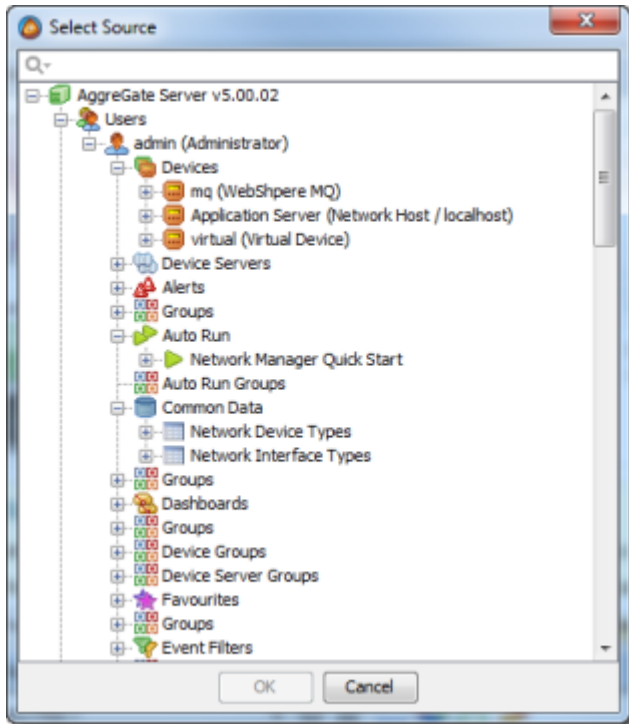 Select Source
AggreGate Server v5.00.02
Users
admin (Administrator)
Devices
mq (WebShpere MQ)
Application Server (Network Host / localhost)
virtual (Virtual Device)
Device Servers
Alerts
Groups
Auto Run
Network Manager Quick Start
Auto Run Groups
Common Data
Network Device Types
Network Interface Types
Groups
Dashboards
Groups
Device Groups
Device Server Groups
Favourites
Groups
Event Filters
OK
Cancel